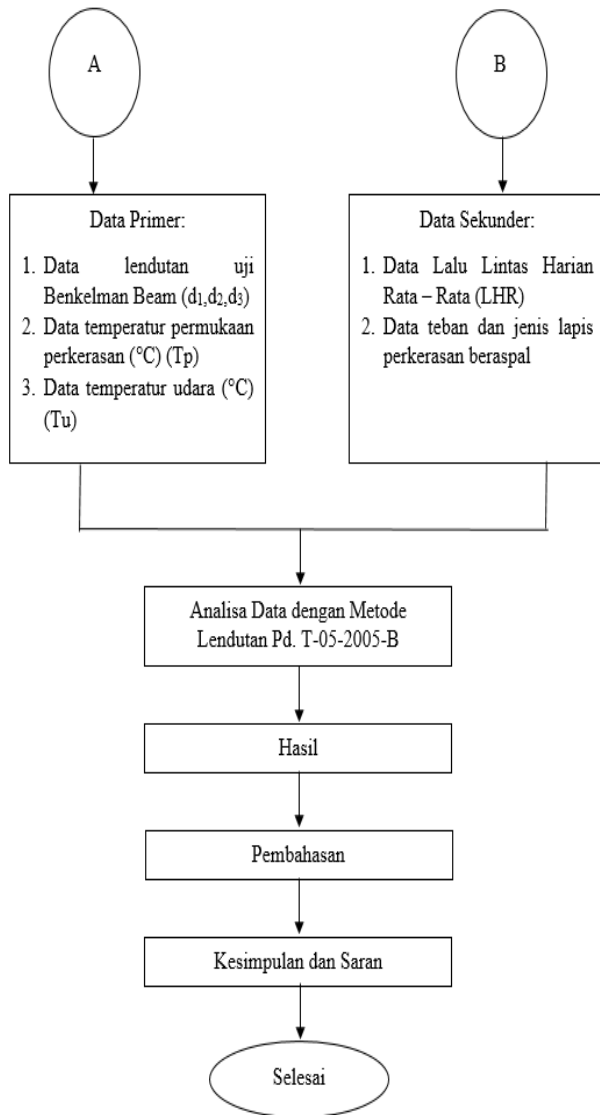 A
B
Data Primer:
1. Data lendutan uji
Benkelman Beam (d₁,d₂,d₃)
2. Data temperatur permukaan
perkerasan (°C) (Tp)
3. Data temperatur udara (°C)
(Tu)
Data Sekunder:
1. Data Lalu Lintas Harian
Rata – Rata (LHR)
2. Data teban dan jenis lapis
perkerasan beraspal
Analisa Data dengan Metode
Lendutan Pd. T-05-2005-B
Hasil
Pembahasan
Kesimpulan dan Saran
Selesai